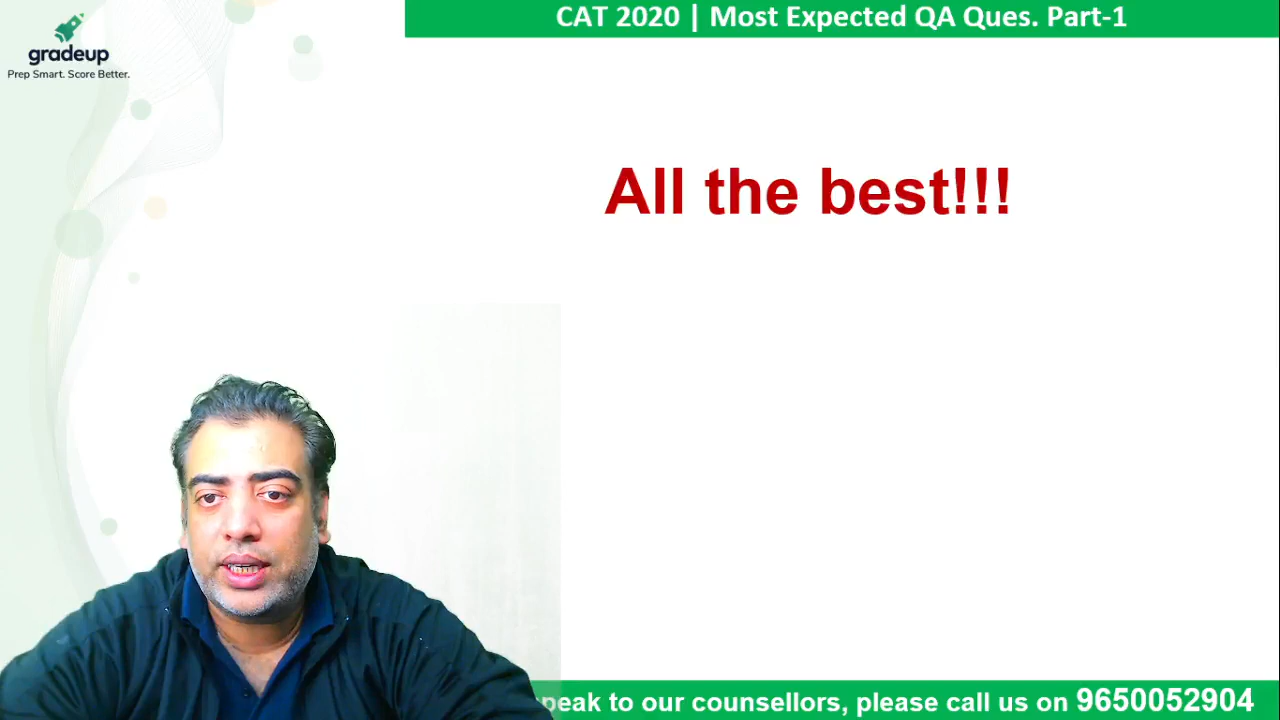 CAT 2020 | Most Expected QA Ques. Part-1
gradeup
Prep Smart. Score Better.
All the best!!!
to our counsellors, please call us on 9650052904